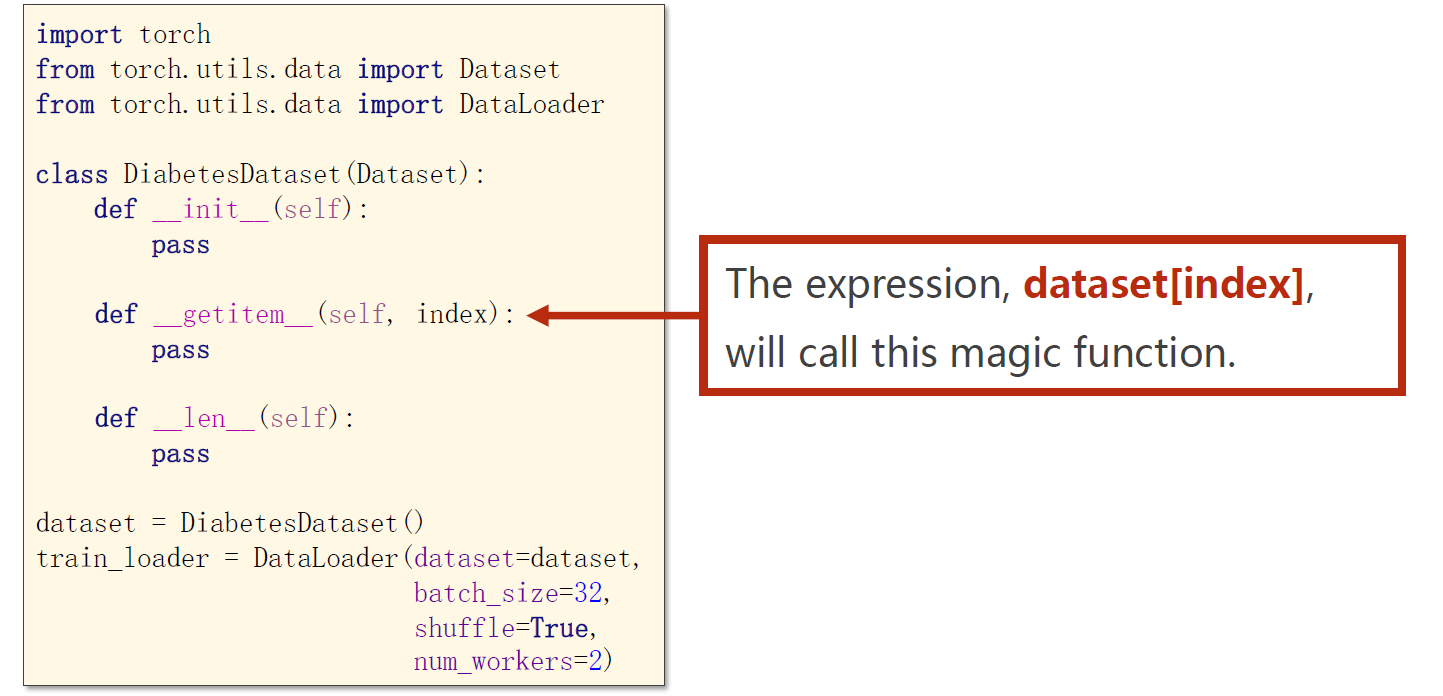 import torch
from torch.utils.data import Dataset
from torch.utils.data import DataLoader
class DiabetesDataset(Dataset):
    def __init__(self):
        pass
    def __getitem__(self, index):
        pass
    def __len__(self):
        pass
dataset = DiabetesDataset()
train_loader = DataLoader(dataset=dataset,
                          batch_size=32,
                          shuffle=True,
                          num_workers=2)
The expression, dataset[index],
will call this magic function.